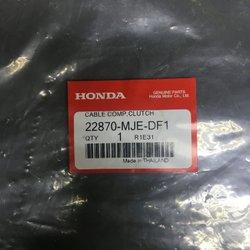 HONDA
GENUINE PARTS
Honda Motor Co., Ltd.
CABLE COMP,CLUTCH
22870-MJE-DF1
QTY 1 R1E31
Made in THAILAND